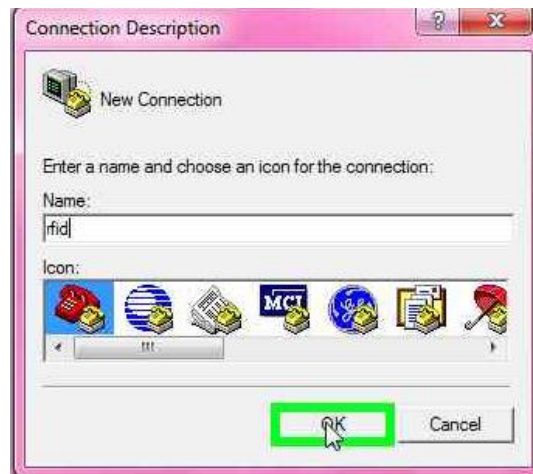 Connection Description
New Connection
Enter a name and choose an icon for the connection:
Name:
rfid
Icon:
MCI
OK
Cancel